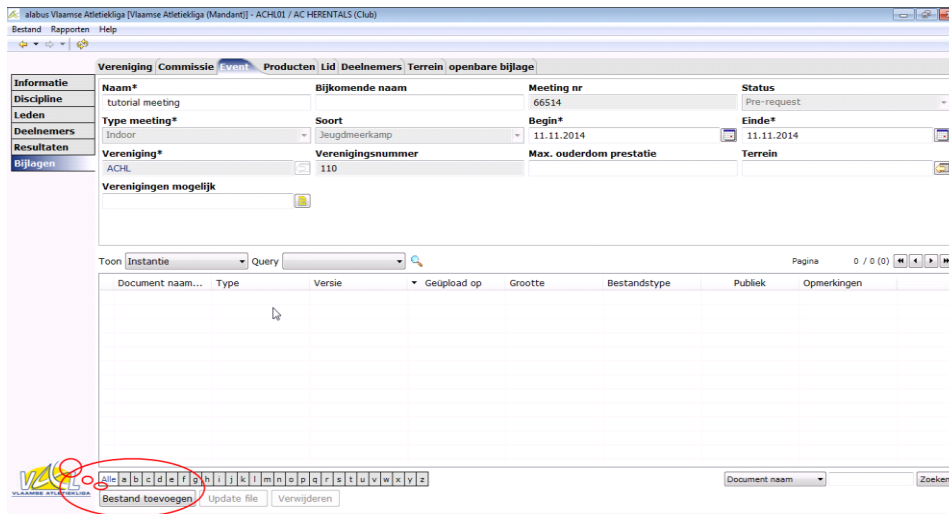 alabus Vlaamse Atletiekliga [Vlaamse Atletiekliga (Mandant)] - ACHL01 / AC HERENTALS (Club)
Bestand Rapporten Help
Vereniging Commissie Event Producten Lid Deelnemers Terrein openbare bijlage
Informatie
Discipline
Leden
Deelnemers
Resultaten
Bijlagen
Naam* Bijkomende naam Meeting nr Status
tutorial meeting 66514 Pre-request
Type meeting* Soort Begin* Einde*
Indoor Jeugdmeerkamp 11.11.2014 11.11.2014
Vereniging* Verenigingsnummer Max. ouderdom prestatie Terrein
ACHL 110
Verenigingen mogelijk
Toon Instantie Query Pagina 0 / 0 (0)
Document naam... Type Versie Geüpload op Grootte Bestandstype Publiek Opmerkingen
VAL
VLAAMSE ATLETIEKLIGA
Alle a b c d e f g h i j k l m n o p q r s t u v w x y z
Document naam Zoeken
Bestand toevoegen Update file Verwijderen